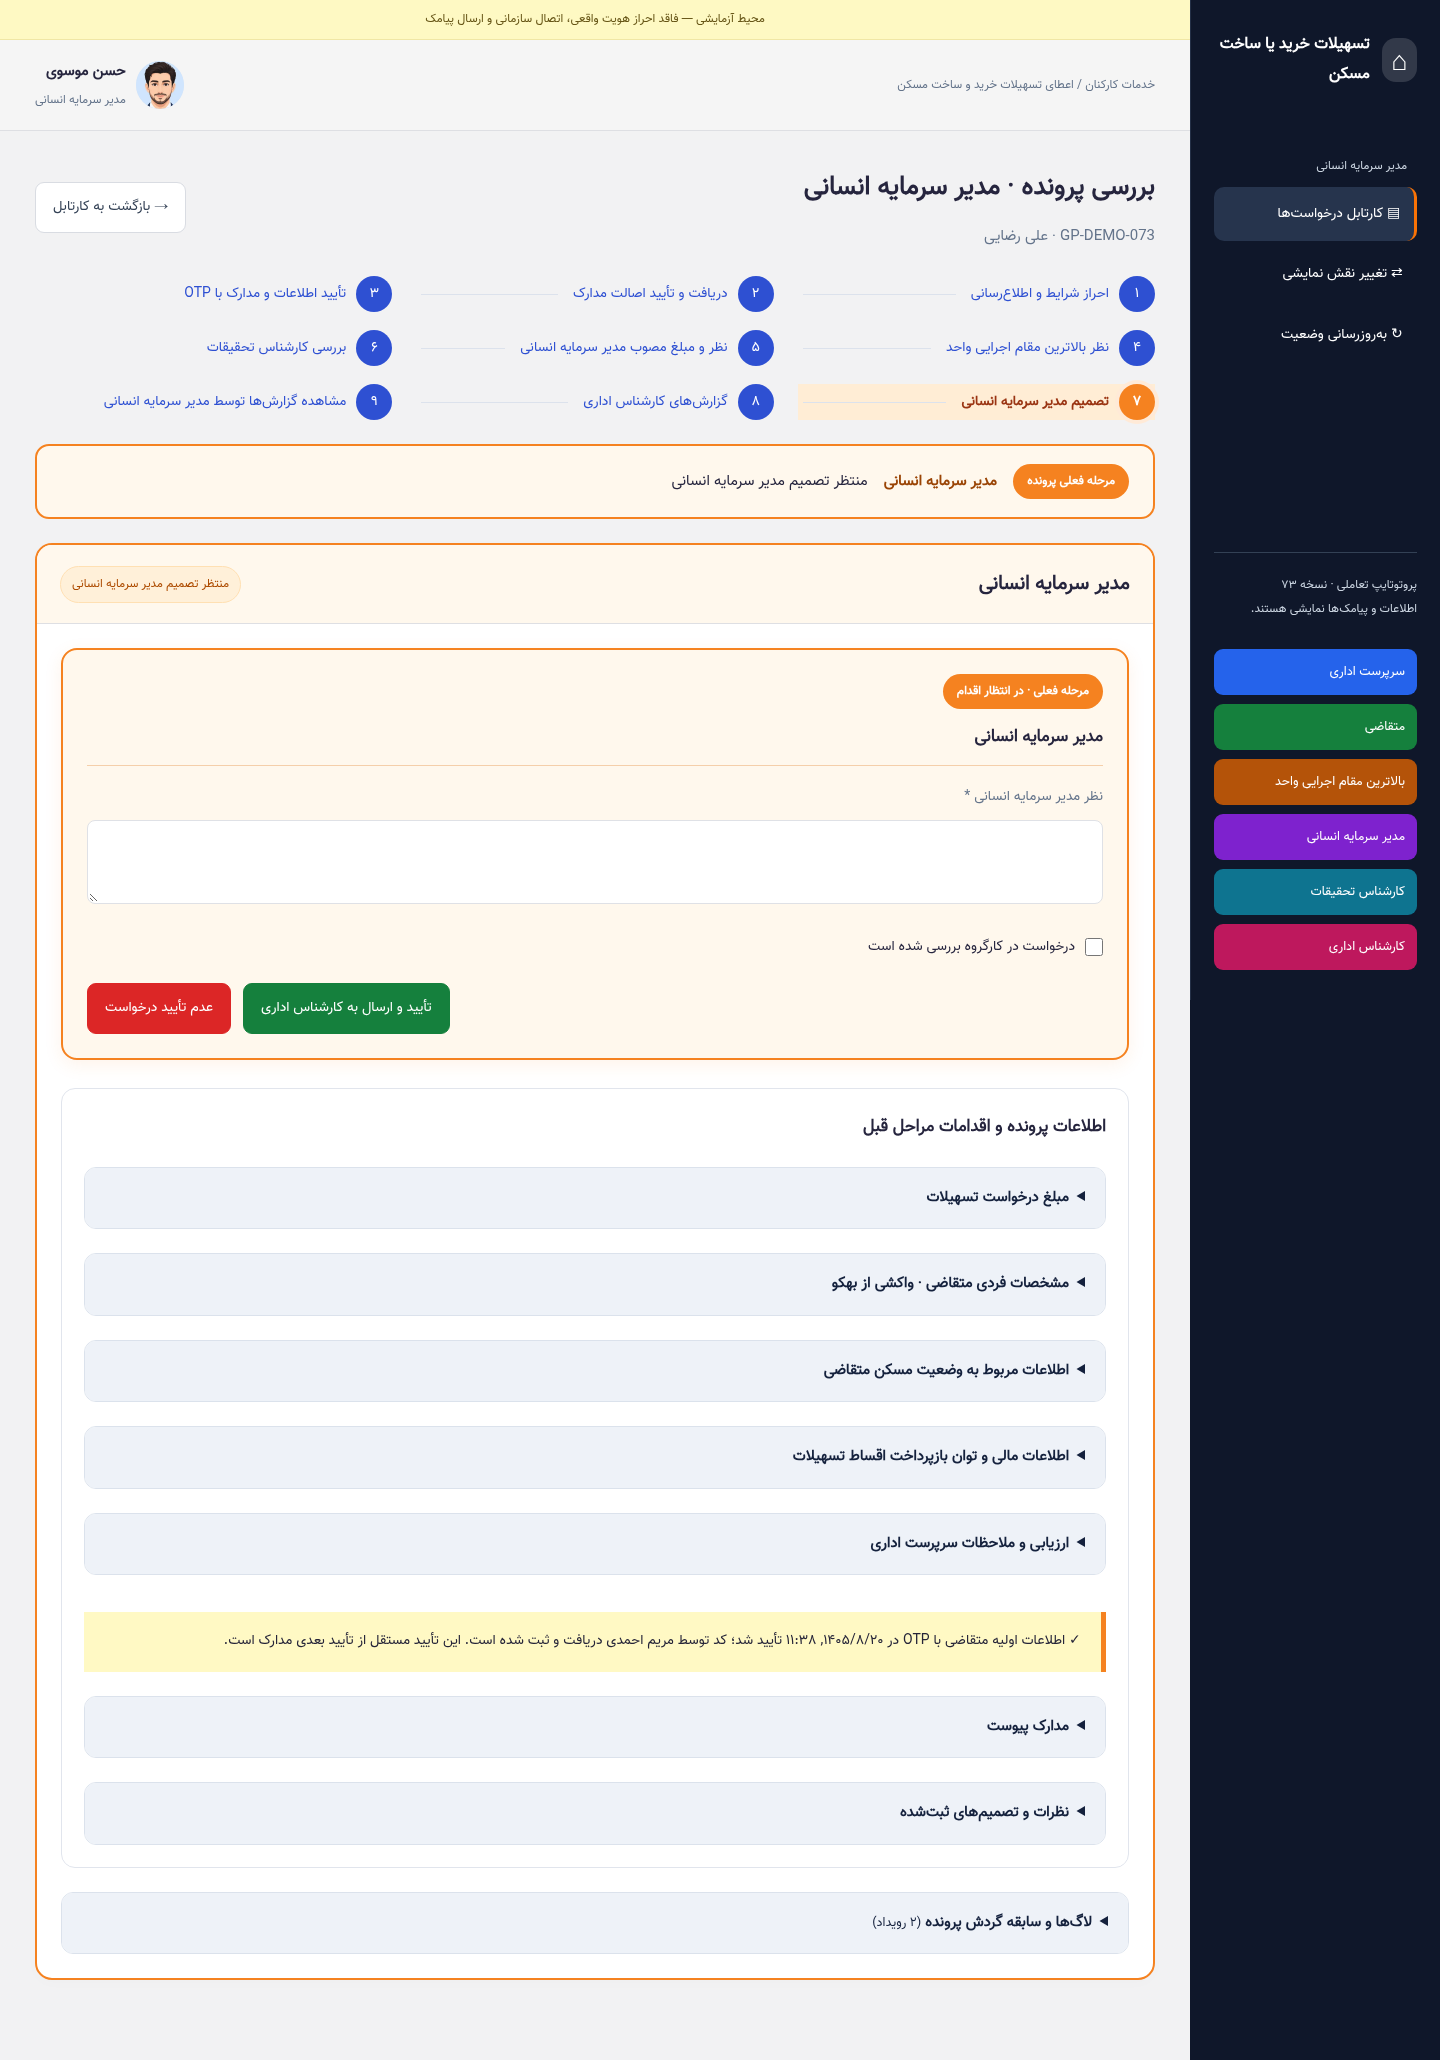 محیط آزمایشی — فاقد احراز هویت واقعی، اتصال سازمانی و ارسال پیامک
تسهیلات خرید یا ساخت
مسکن
مدیر سرمایه انسانی
▤ کارتابل درخواست‌ها
⇄ تغییر نقش نمایشی
↻ به‌روزرسانی وضعیت
پروتوتایپ تعاملی · نسخه ۷۳
اطلاعات و پیامک‌ها نمایشی هستند.
سرپرست اداری
متقاضی
بالاترین مقام اجرایی واحد
مدیر سرمایه انسانی
کارشناس تحقیقات
کارشناس اداری
خدمات کارکنان / اعطای تسهیلات خرید و ساخت مسکن
حسن موسوی
مدیر سرمایه انسانی
بررسی پرونده · مدیر سرمایه انسانی
GP-DEMO-073 · علی رضایی
→ بازگشت به کارتابل
۱ احراز شرایط و اطلاع‌رسانی
۲ دریافت و تأیید اصالت مدارک
۳ تأیید اطلاعات و مدارک با OTP
۴ نظر بالاترین مقام اجرایی واحد
۵ نظر و مبلغ مصوب مدیر سرمایه انسانی
۶ بررسی کارشناس تحقیقات
۷ تصمیم مدیر سرمایه انسانی
۸ گزارش‌های کارشناس اداری
۹ مشاهده گزارش‌ها توسط مدیر سرمایه انسانی
مرحله فعلی پرونده مدیر سرمایه انسانی منتظر تصمیم مدیر سرمایه انسانی
مدیر سرمایه انسانی
منتظر تصمیم مدیر سرمایه انسانی
مرحله فعلی · در انتظار اقدام
مدیر سرمایه انسانی
نظر مدیر سرمایه انسانی *
درخواست در کارگروه بررسی شده است
تأیید و ارسال به کارشناس اداری
عدم تأیید درخواست
اطلاعات پرونده و اقدامات مراحل قبل
مبلغ درخواست تسهیلات
مشخصات فردی متقاضی · واکشی از بهکو
اطلاعات مربوط به وضعیت مسکن متقاضی
اطلاعات مالی و توان بازپرداخت اقساط تسهیلات
ارزیابی و ملاحظات سرپرست اداری
✓ اطلاعات اولیه متقاضی با OTP در ۱۴۰۵/۸/۲۰, ۱۱:۳۸ تأیید شد؛ کد توسط مریم احمدی دریافت و ثبت شده است. این تأیید مستقل از تأیید بعدی مدارک است.
مدارک پیوست
نظرات و تصمیم‌های ثبت‌شده
لاگ‌ها و سابقه گردش پرونده (۲ رویداد)